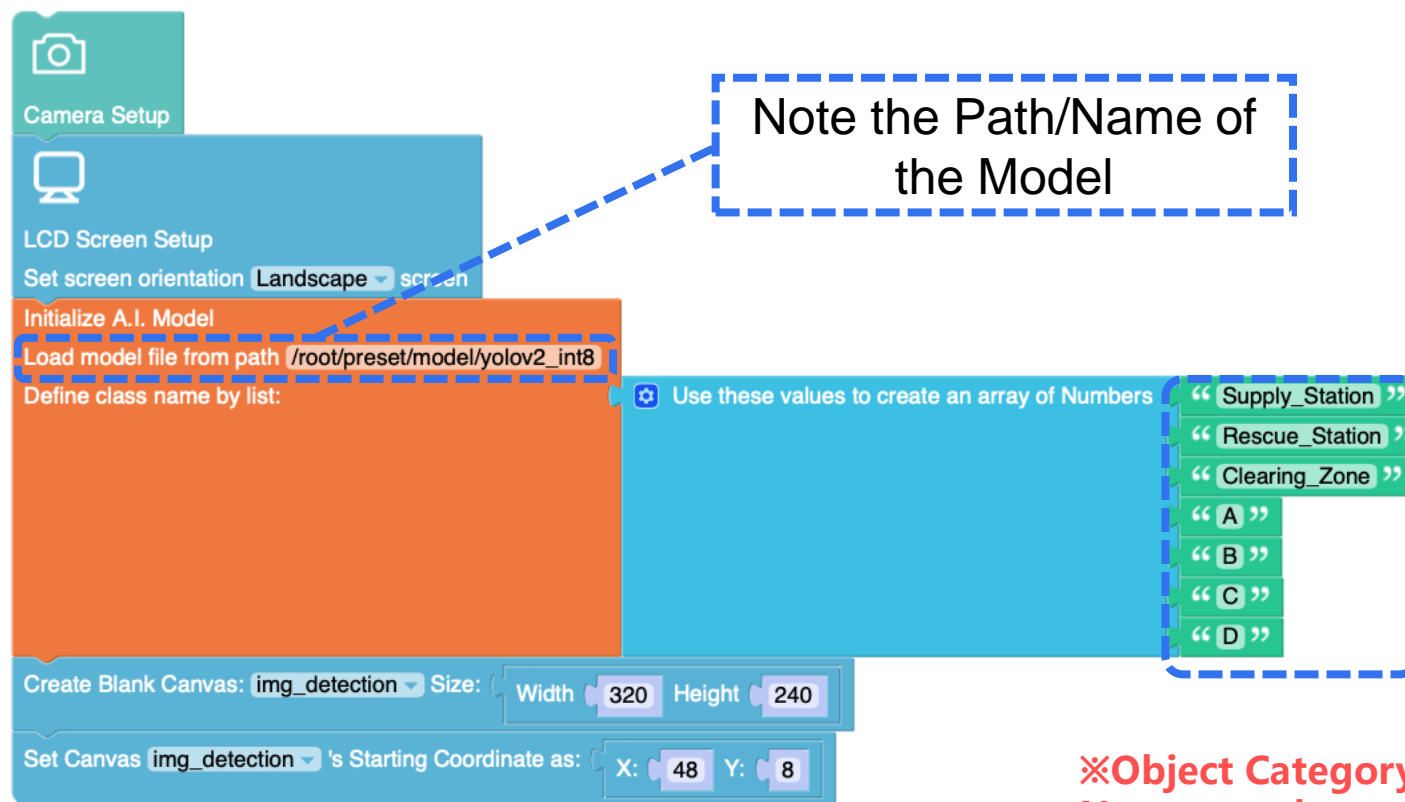 Camera Setup
Note the Path/Name of
the Model
LCD Screen Setup
Set screen orientation Landscape screen
Initialize A.I. Model
Load model file from path /root/preset/model/yolov2_int8
Define class name by list:
Use these values to create an array of Numbers
“ Supply_Station ”
“ Rescue_Station ”
“ Clearing_Zone ”
“ A ”
“ B ”
“ C ”
“ D ”
Create Blank Canvas: img_detection Size: Width 320 Height 240
Set Canvas img_detection 's Starting Coordinate as: X: 48 Y: 8
※Object Category